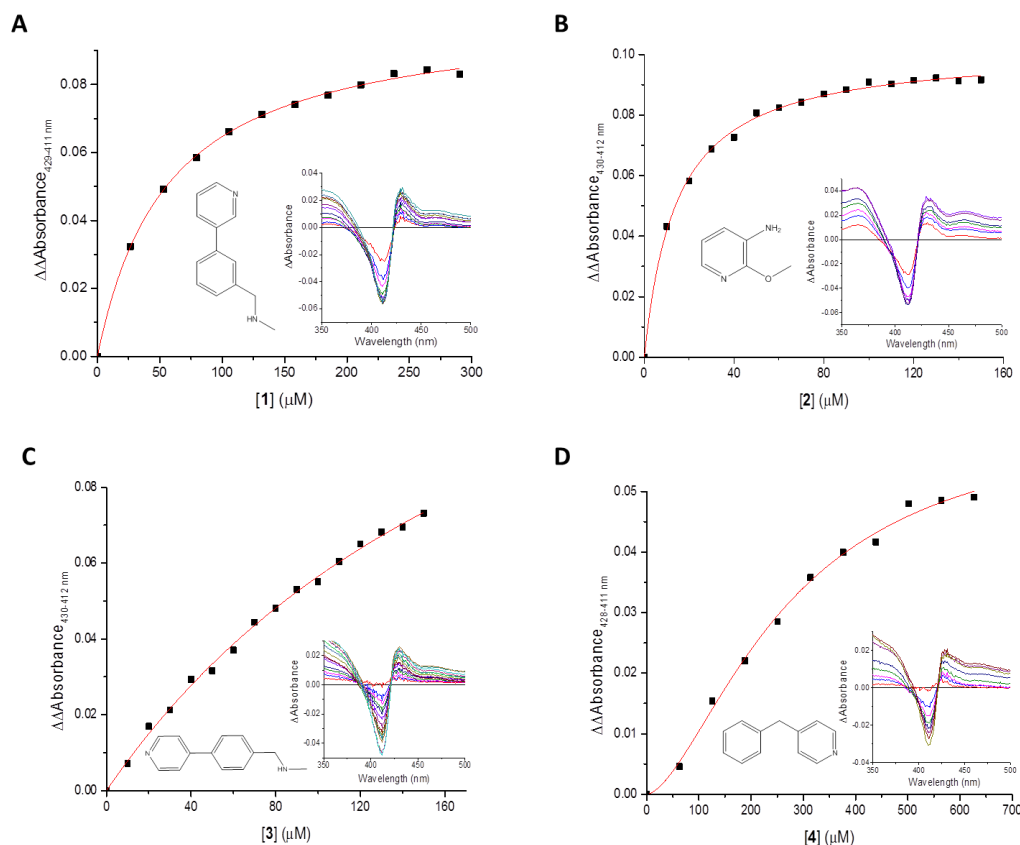 A
ΔΔAbsorbance429-411 nm
0.08
0.06
0.04
0.02
0.00
0 50 100 150 200 250 300
[1] (μM)
N
HN
ΔAbsorbance
0.04
0.02
0.00
-0.02
-0.04
-0.06
350 400 450 500
Wavelength (nm)
B
ΔΔAbsorbance430-412 nm
0.10
0.08
0.06
0.04
0.02
0.00
0 40 80 120 160
[2] (μM)
NH2
N
O
ΔAbsorbance
0.04
0.02
0.00
-0.02
-0.04
-0.06
350 400 450 500
Wavelength (nm)
C
ΔΔAbsorbance430-412 nm
0.08
0.06
0.04
0.02
0.00
0 40 80 120 160
[3] (μM)
N
HN
ΔAbsorbance
0.02
0.00
-0.02
-0.04
350 400 450 500
Wavelength (nm)
D
ΔΔAbsorbance428-411 nm
0.05
0.04
0.03
0.02
0.01
0.00
0 100 200 300 400 500 600 700
[4] (μM)
N
ΔAbsorbance
0.02
0.00
-0.02
-0.04
350 400 450 500
Wavelength (nm)